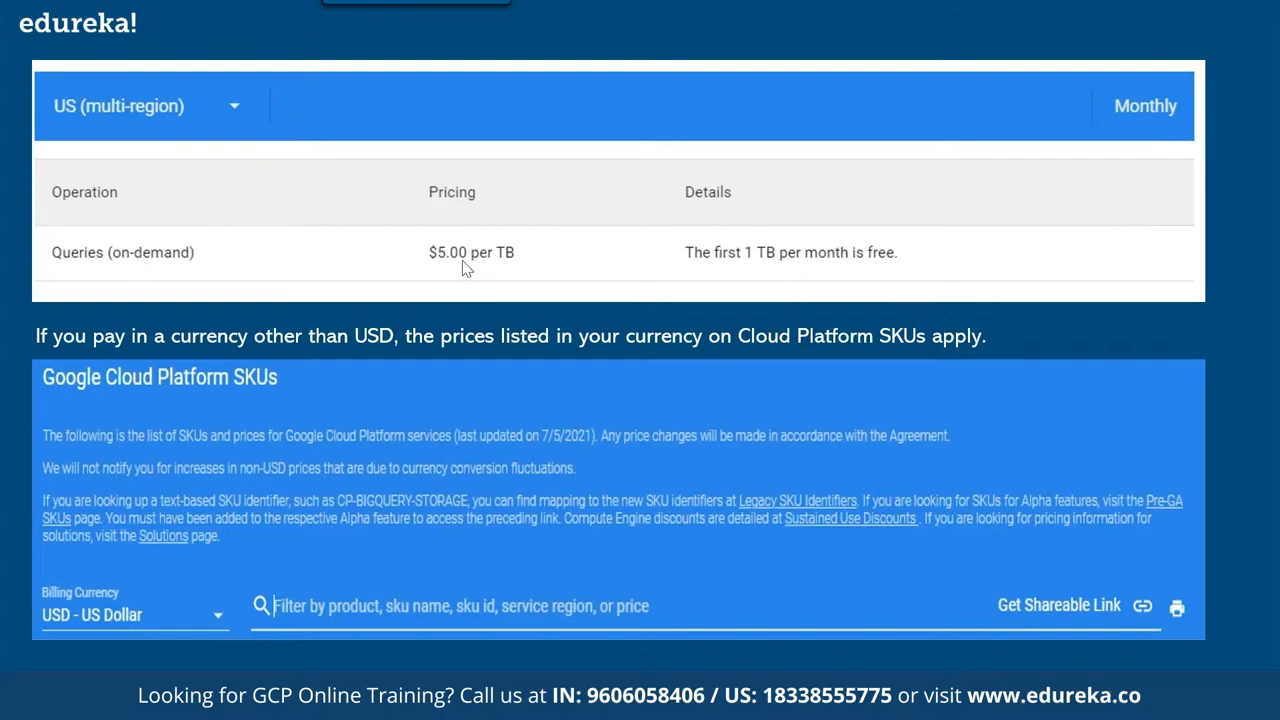 edureka!
US (multi-region)
Monthly
Operation
Pricing
Details
Queries (on-demand)
$5.00 per TB
The first 1 TB per month is free.
If you pay in a currency other than USD, the prices listed in your currency on Cloud Platform SKUs apply.
Google Cloud Platform SKUs
The following is the list of SKUs and prices for Google Cloud Platform services (last updated on 7/5/2021). Any price changes will be made in accordance with the Agreement.
We will not notify you for increases in non-USD prices that are due to currency conversion fluctuations.
If you are looking up a text-based SKU identifier, such as CP-BIGQUERY-STORAGE, you can find mapping to the new SKU identifiers at Legacy SKU Identifiers. If you are looking for SKUs for Alpha features, visit the Pre-GA
SKUs page. You must have been added to the respective Alpha feature to access the preceding link. Compute Engine discounts are detailed at Sustained Use Discounts . If you are looking for pricing information for
solutions, visit the Solutions page.
Billing Currency
USD - US Dollar
Filter by product, sku name, sku id, service region, or price
Get Shareable Link
Looking for GCP Online Training? Call us at IN: 9606058406 / US: 18338555775 or visit www.edureka.co